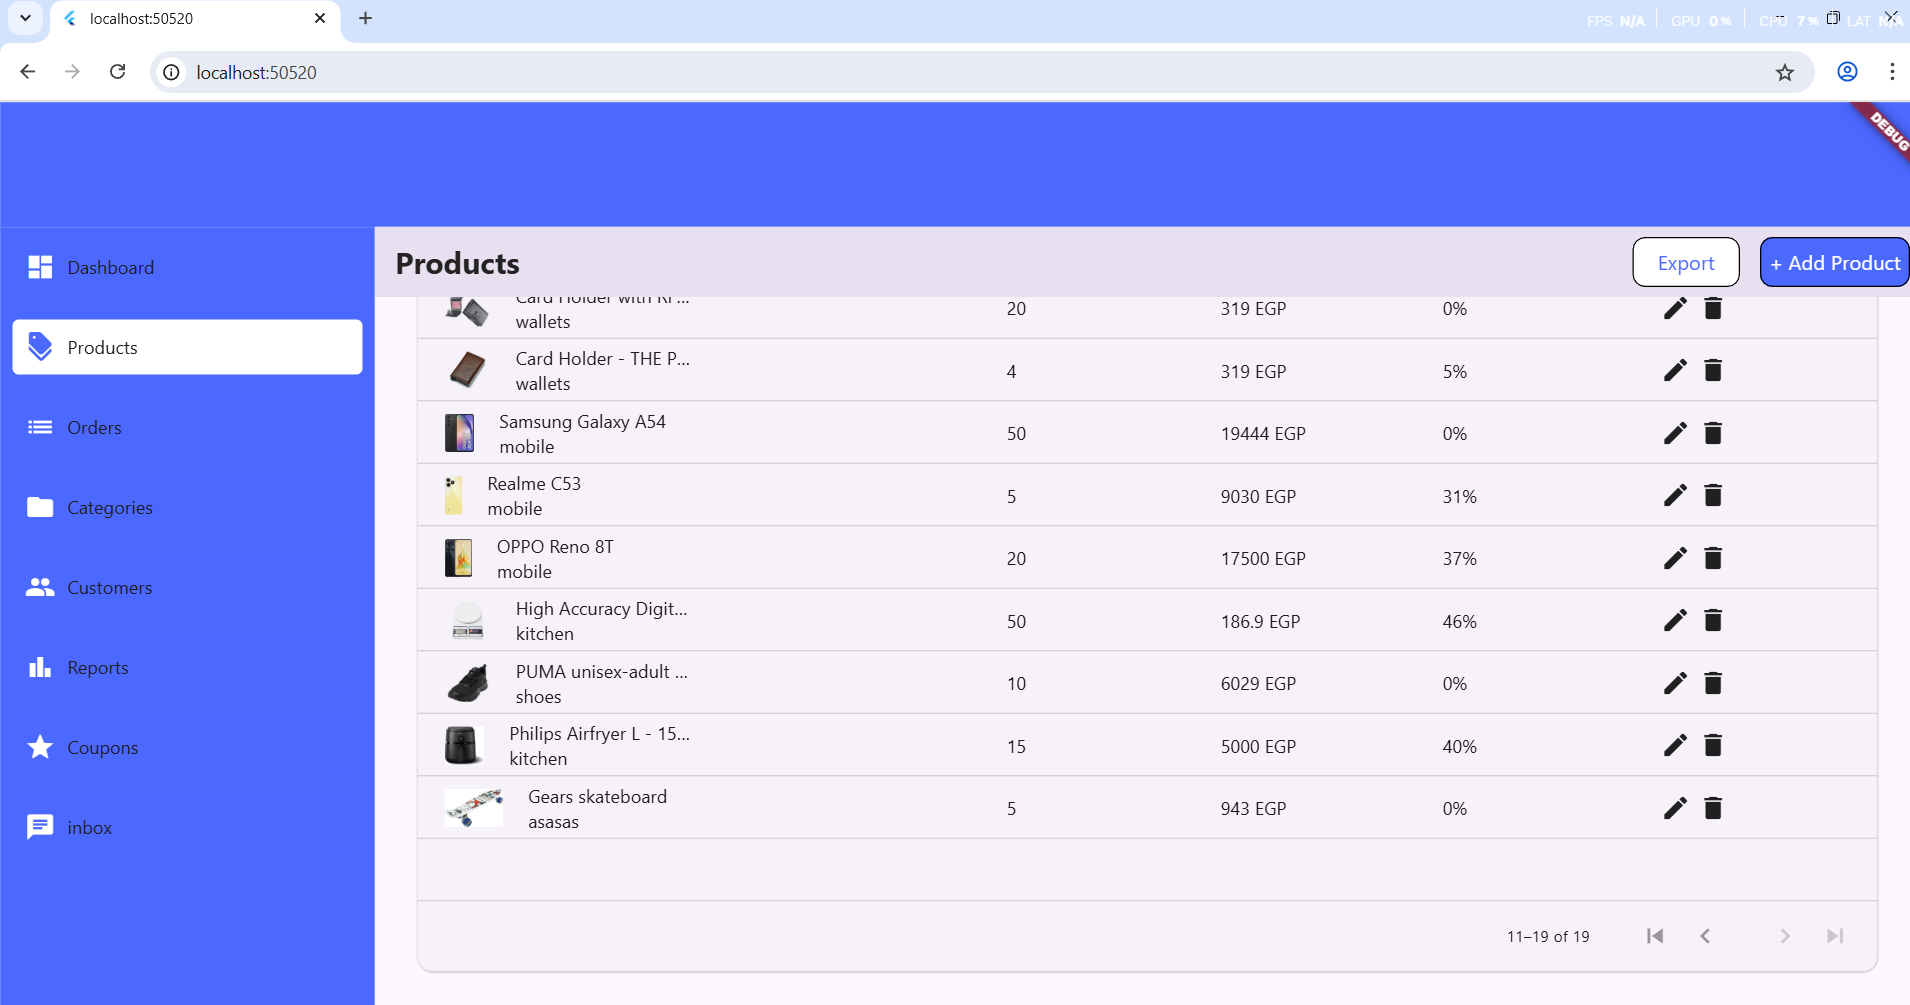 localhost:50520
FPS N/A GPU 0% CPU 7% LAT N/A
localhost:50520
DEBUG
Products
Export
+ Add Product
Dashboard
Products
Orders
Categories
Customers
Reports
Coupons
inbox
Card Holder with RF...
wallets
20
319 EGP
0%
Card Holder - THE P...
wallets
4
319 EGP
5%
Samsung Galaxy A54
mobile
50
19444 EGP
0%
Realme C53
mobile
5
9030 EGP
31%
OPPO Reno 8T
mobile
20
17500 EGP
37%
High Accuracy Digit...
kitchen
50
186.9 EGP
46%
PUMA unisex-adult ...
shoes
10
6029 EGP
0%
Philips Airfryer L - 15...
kitchen
15
5000 EGP
40%
Gears skateboard
asasas
5
943 EGP
0%
11–19 of 19